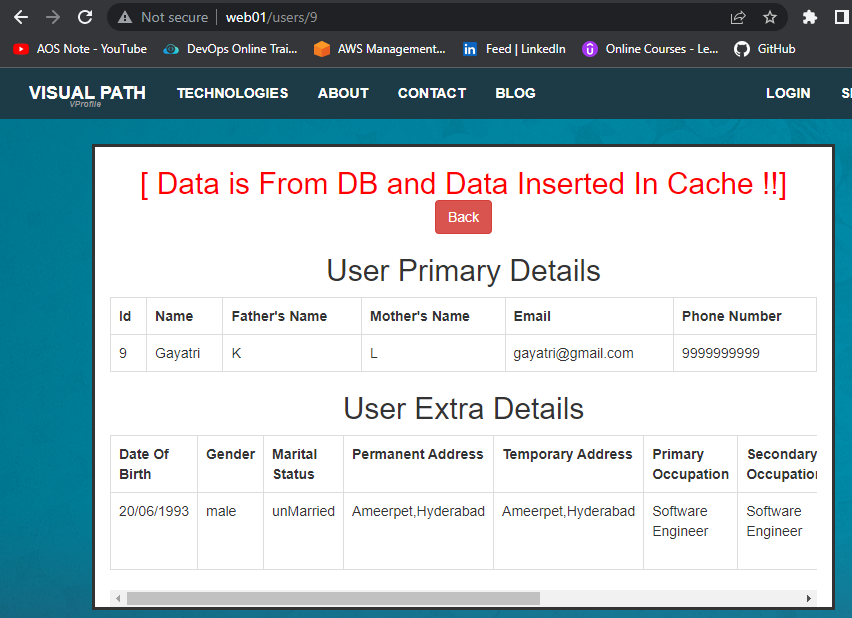 Not secure web01/users/9
AOS Note - YouTube DevOps Online Trai... AWS Management... Feed | LinkedIn Online Courses - Le... GitHub
VISUAL PATH TECHNOLOGIES ABOUT CONTACT BLOG LOGIN
VProfile
[ Data is From DB and Data Inserted In Cache !!]
Back
User Primary Details
Id Name Father's Name Mother's Name Email Phone Number
9 Gayatri K L gayatri@gmail.com 9999999999
User Extra Details
Date Of Gender Marital Permanent Address Temporary Address Primary Secondary
Birth Status Occupation Occupation
20/06/1993 male unMarried Ameerpet,Hyderabad Ameerpet,Hyderabad Software Software
Engineer Engineer